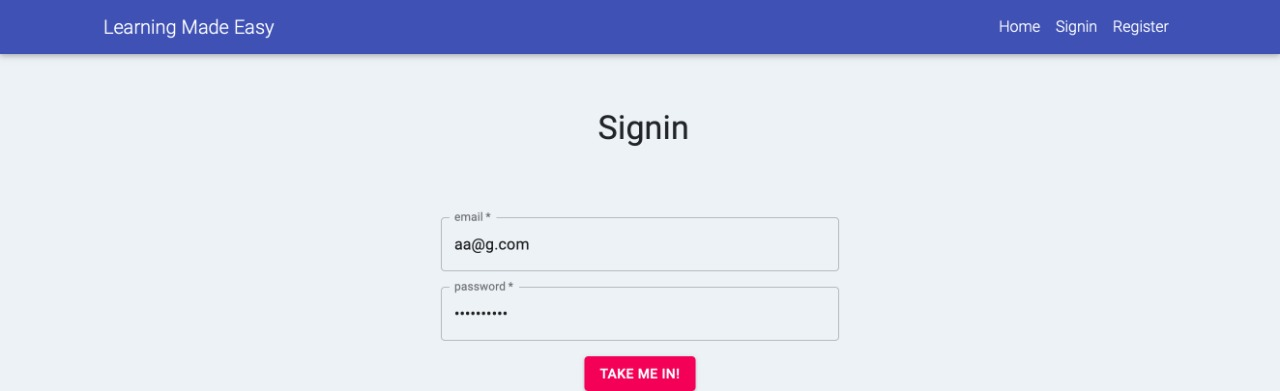 Learning Made Easy
Home Signin Register
Signin
email *
aa@g.com
password *
••••••••••
TAKE ME IN!